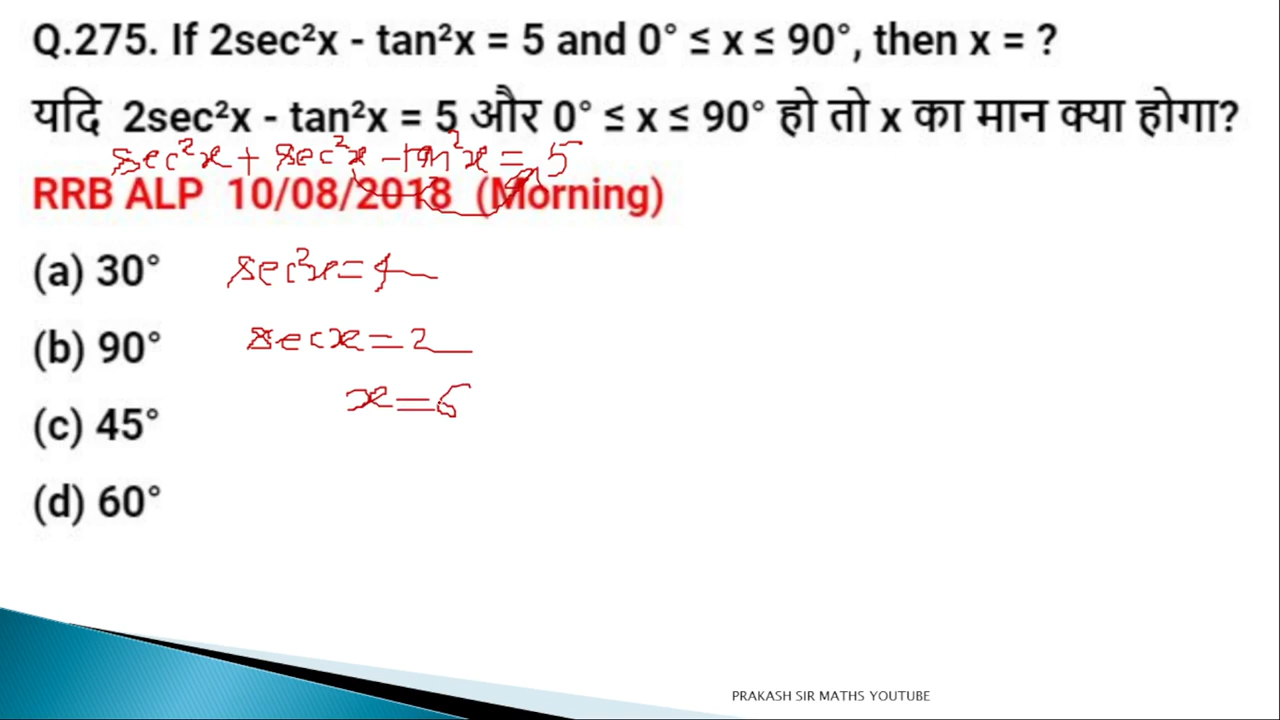 Q.275. If 2sec²x - tan²x = 5 and 0° ≤ x ≤ 90°, then x = ?
यदि 2sec²x - tan²x = 5 और 0° ≤ x ≤ 90° हो तो x का मान क्या होगा?
sec²x + sec²x - tan²x = 5
RRB ALP 10/08/2018 (Morning)
(a) 30° sec²x = 4
(b) 90° secx = 2
x = 6
(c) 45°
(d) 60°
PRAKASH SIR MATHS YOUTUBE